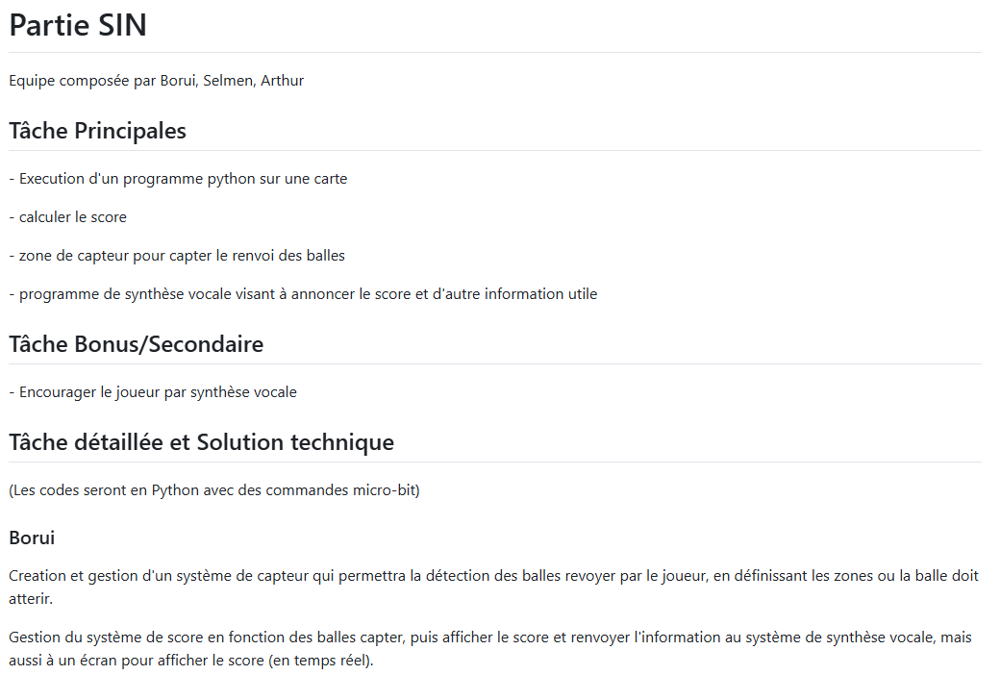 Partie SIN
Equipe composée par Borui, Selmen, Arthur
Tâche Principales
- Execution d'un programme python sur une carte
- calculer le score
- zone de capteur pour capter le renvoi des balles
- programme de synthèse vocale visant à annoncer le score et d'autre information utile
Tâche Bonus/Secondaire
- Encourager le joueur par synthèse vocale
Tâche détaillée et Solution technique
(Les codes seront en Python avec des commandes micro-bit)
Borui
Creation et gestion d'un système de capteur qui permettra la détection des balles revoyer par le joueur, en définissant les zones ou la balle doit
atterir.
Gestion du système de score en fonction des balles capter, puis afficher le score et renvoyer l'information au système de synthèse vocale, mais
aussi à un écran pour afficher le score (en temps réel).